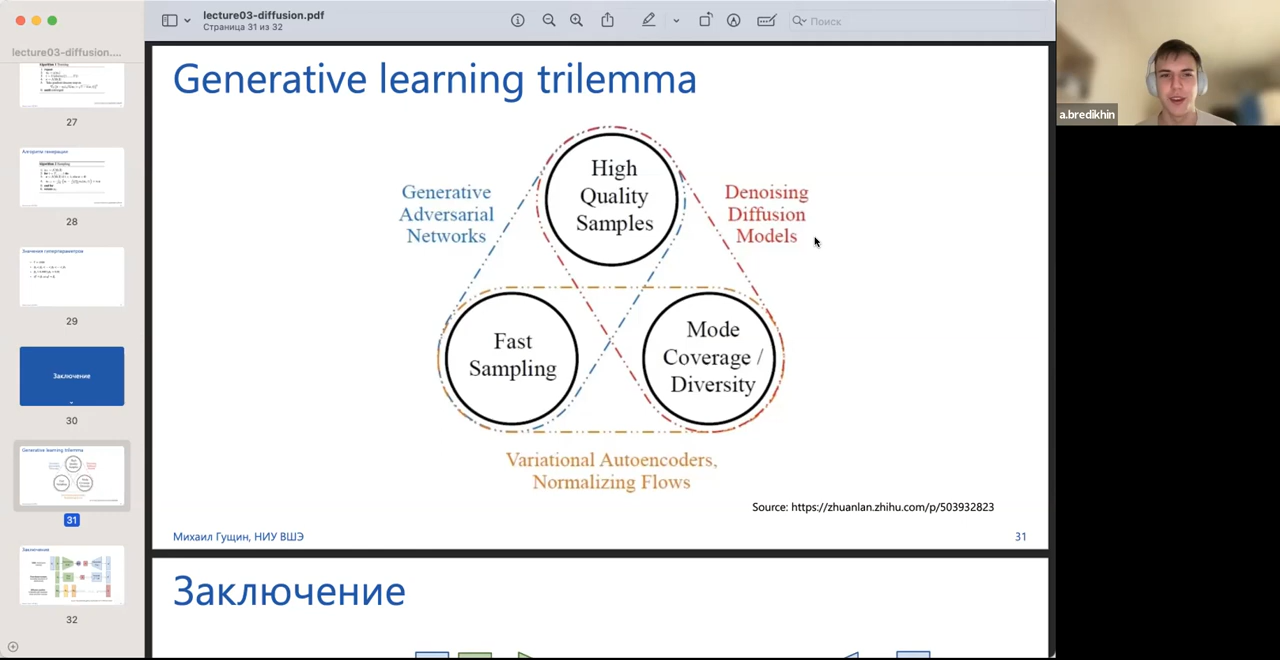 lecture03-diffusion.pdf
Страница 31 из 32
Поиск
lecture03-diffusion....
27
Алгоритм генерации
28
Значения гиперпараметров
29
Заключение
30
Generative learning trilemma
31
Заключение
32
Generative learning trilemma
High
Quality
Samples
Generative
Adversarial
Networks
Denoising
Diffusion
Models
Fast
Sampling
Mode
Coverage /
Diversity
Variational Autoencoders,
Normalizing Flows
Source: https://zhuanlan.zhihu.com/p/503932823
Михаил Гущин, НИУ ВШЭ
31
Заключение
a.bredikhin